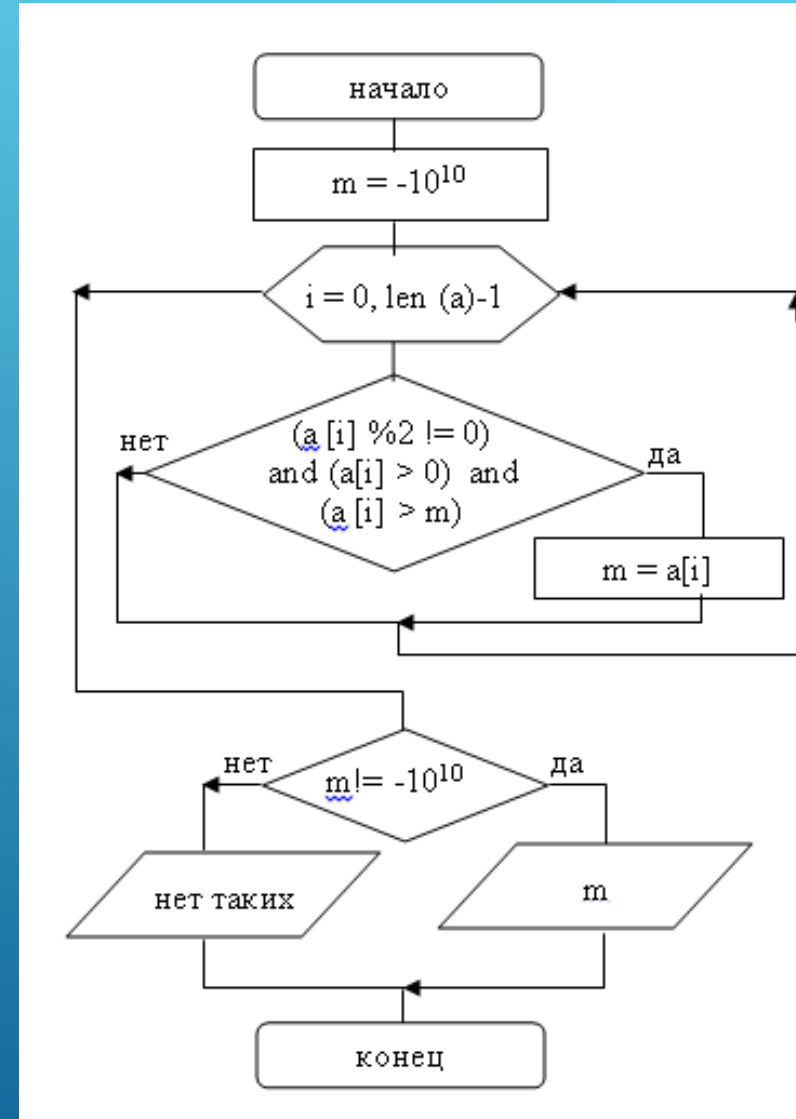 начало
m = -10¹⁰
i = 0, len (a)-1
нет
(a [i] %2 != 0)
and (a[i] > 0) and
(a [i] > m)
да
m = a[i]
нет
m!= -10¹⁰
да
нет таких
m
конец